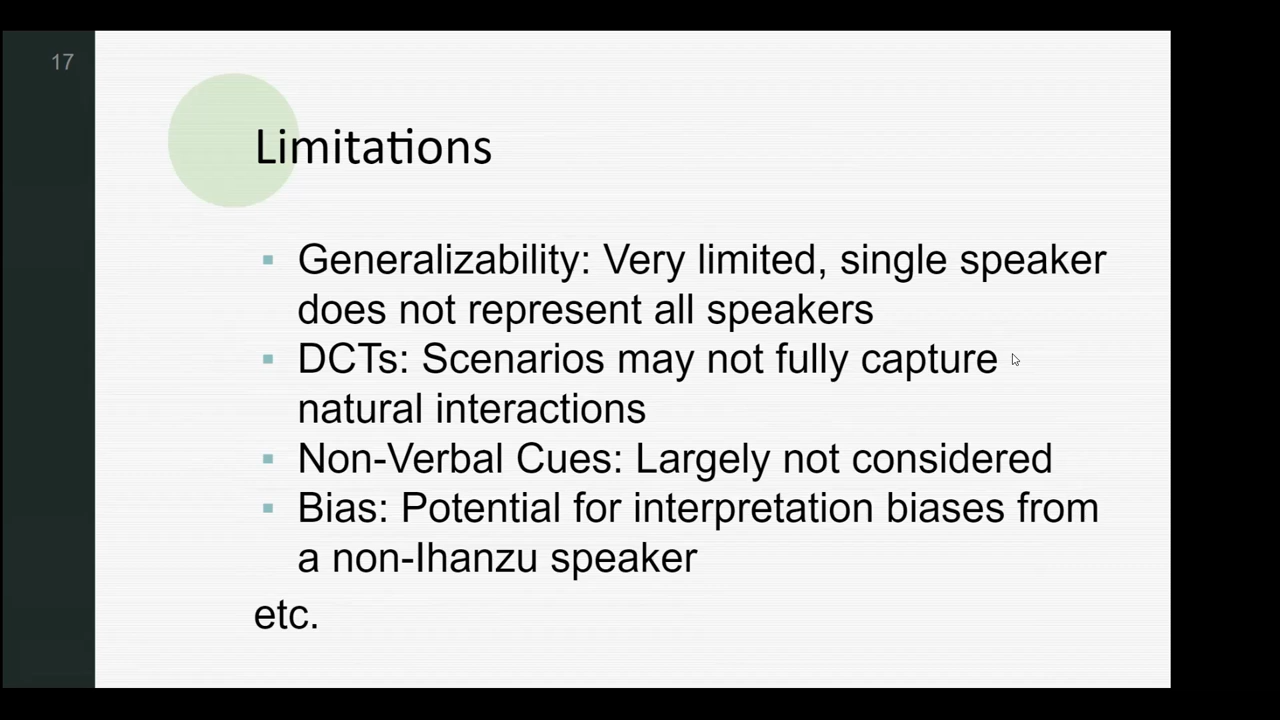 17
Limitations
▪ Generalizability: Very limited, single speaker
does not represent all speakers
▪ DCTs: Scenarios may not fully capture
natural interactions
▪ Non-Verbal Cues: Largely not considered
▪ Bias: Potential for interpretation biases from
a non-Ihanzu speaker
etc.